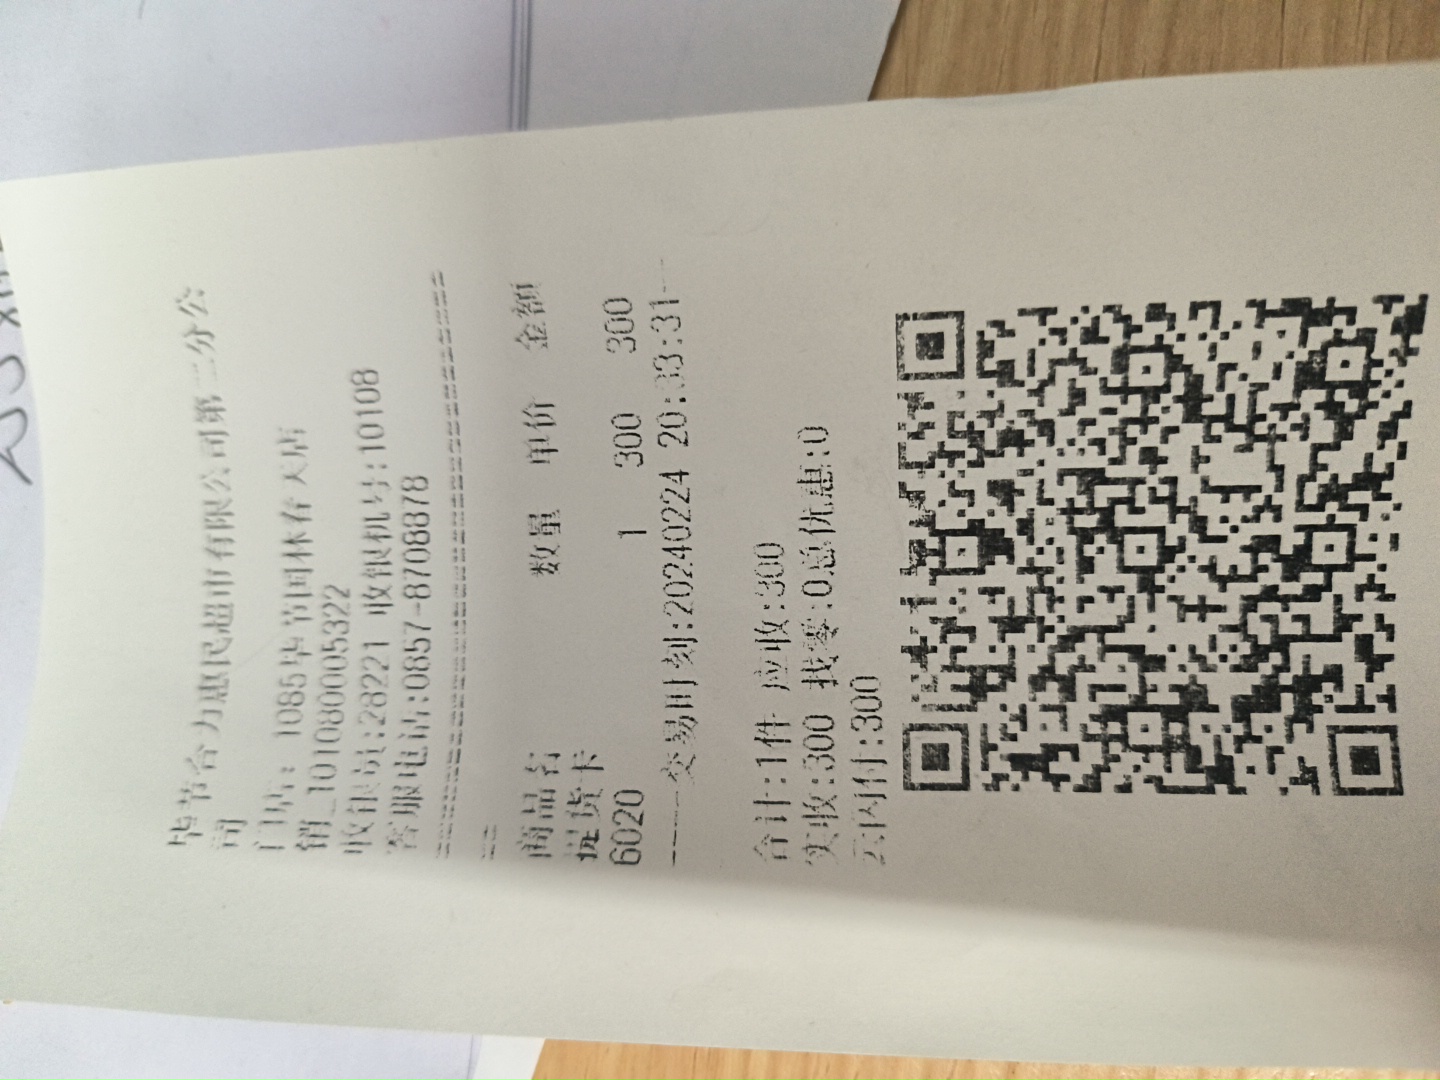 毕节合力惠民超市有限公司第二分公
司
门店: 1085毕节国林春天店
销_101080005322
收银员:28221 收银机号:10108
客服电话:0857-8708878
商品名 数量 单价 金额
提货卡
6020 1 300 300
----交易时刻:20240224 20:33:31--
合计:1件 应收:300
实收:300 找零:0总优惠:0
云闪付:300